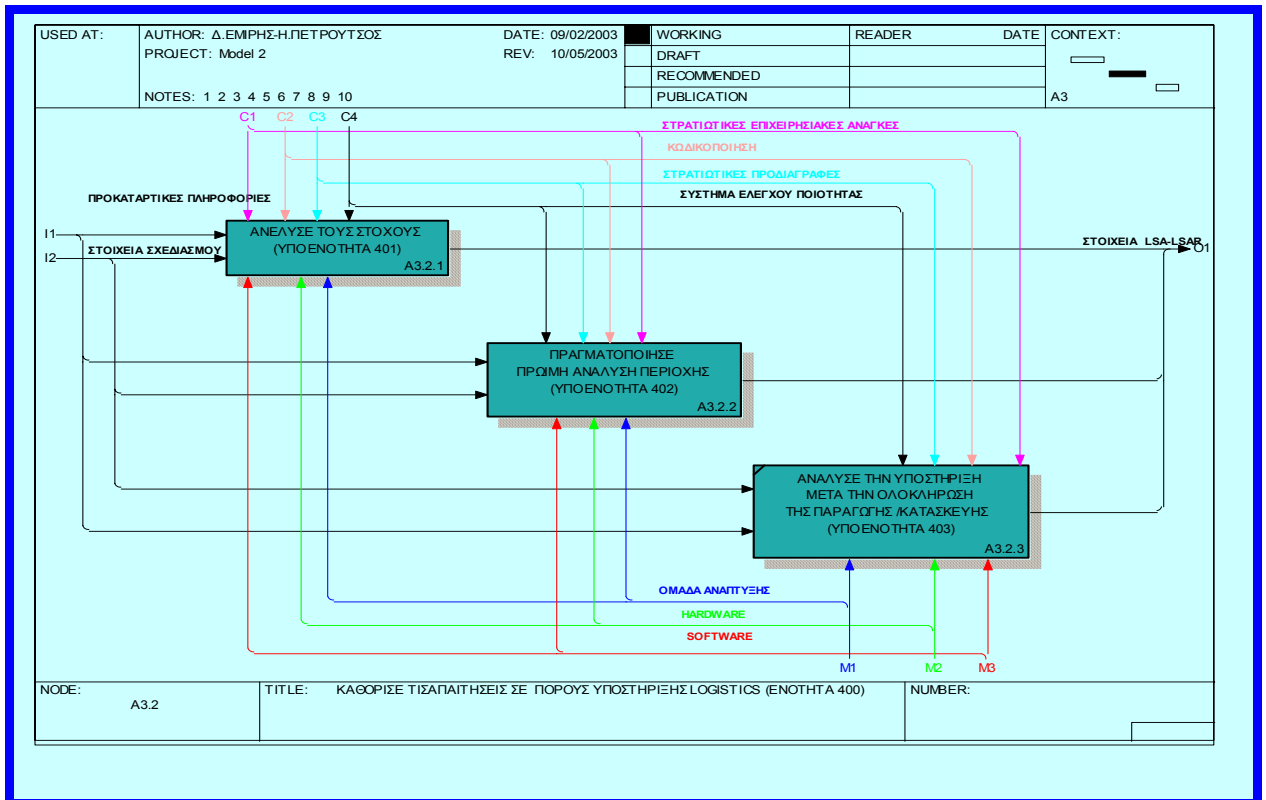 USED AT:
AUTHOR: Δ.ΕΜΙΡΗΣ-Η.ΠΕΤΡΟΥΤΣΟΣ
DATE: 09/02/2003
WORKING
READER
DATE
CONTEXT:
PROJECT: Model 2
REV: 10/05/2003
DRAFT
RECOMMENDED
NOTES: 1 2 3 4 5 6 7 8 9 10
PUBLICATION
A3
C1
C2
C3
C4
ΣΤΡΑΤΙΩΤΙΚΕΣ ΕΠΙΧΕΙΡΗΣΙΑΚΕΣ ΑΝΑΓΚΕΣ
ΚΩΔΙΚΟΠΟΙΗΣΗ
ΣΤΡΑΤΙΩΤΙΚΕΣ ΠΡΟΔΙΑΓΡΑΦΕΣ
ΣΥΣΤΗΜΑ ΕΛΕΓΧΟΥ ΠΟΙΟΤΗΤΑΣ
ΠΡΟΚΑΤΑΡΤΙΚΕΣ ΠΛΗΡΟΦΟΡΙΕΣ
I1
ΣΤΟΙΧΕΙΑ ΣΧΕΔΙΑΣΜΟΥ
I2
ΑΝΕΛΥΣΕ ΤΟΥΣ ΣΤΟΧΟΥΣ
(ΥΠΟΕΝΟΤΗΤΑ 401)
A3.2.1
ΣΤΟΙΧΕΙΑ LSA-LSAR
O1
ΠΡΑΓΜΑΤΟΠΟΙΗΣΕ
ΠΡΩΙΜΗ ΑΝΑΛΥΣΗ ΠΕΡΙΟΧΗΣ
(ΥΠΟΕΝΟΤΗΤΑ 402)
A3.2.2
ΑΝΑΛΥΣΕ ΤΗΝ ΥΠΟΣΤΗΡΙΞΗ
ΜΕΤΑ ΤΗΝ ΟΛΟΚΛΗΡΩΣΗ
ΤΗΣ ΠΑΡΑΓΩΓΗΣ /ΚΑΤΑΣΚΕΥΗΣ
(ΥΠΟΕΝΟΤΗΤΑ 403)
A3.2.3
ΟΜΑΔΑ ΑΝΑΠΤΥΞΗΣ
HARDWARE
SOFTWARE
M1
M2
M3
NODE:
A3.2
TITLE:
ΚΑΘΟΡΙΣΕ ΤΙΣΑΠΑΙΤΗΣΕΙΣ ΣΕ ΠΟΡΟΥΣ ΥΠΟΣΤΗΡΙΞΗΣ LOGISTICS (ΕΝΟΤΗΤΑ 400)
NUMBER: